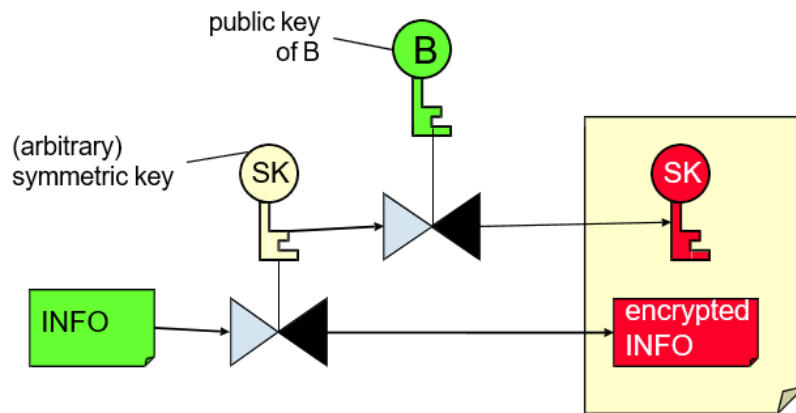 public key
of B
B
(arbitrary)
symmetric key
SK
SK
INFO
encrypted
INFO